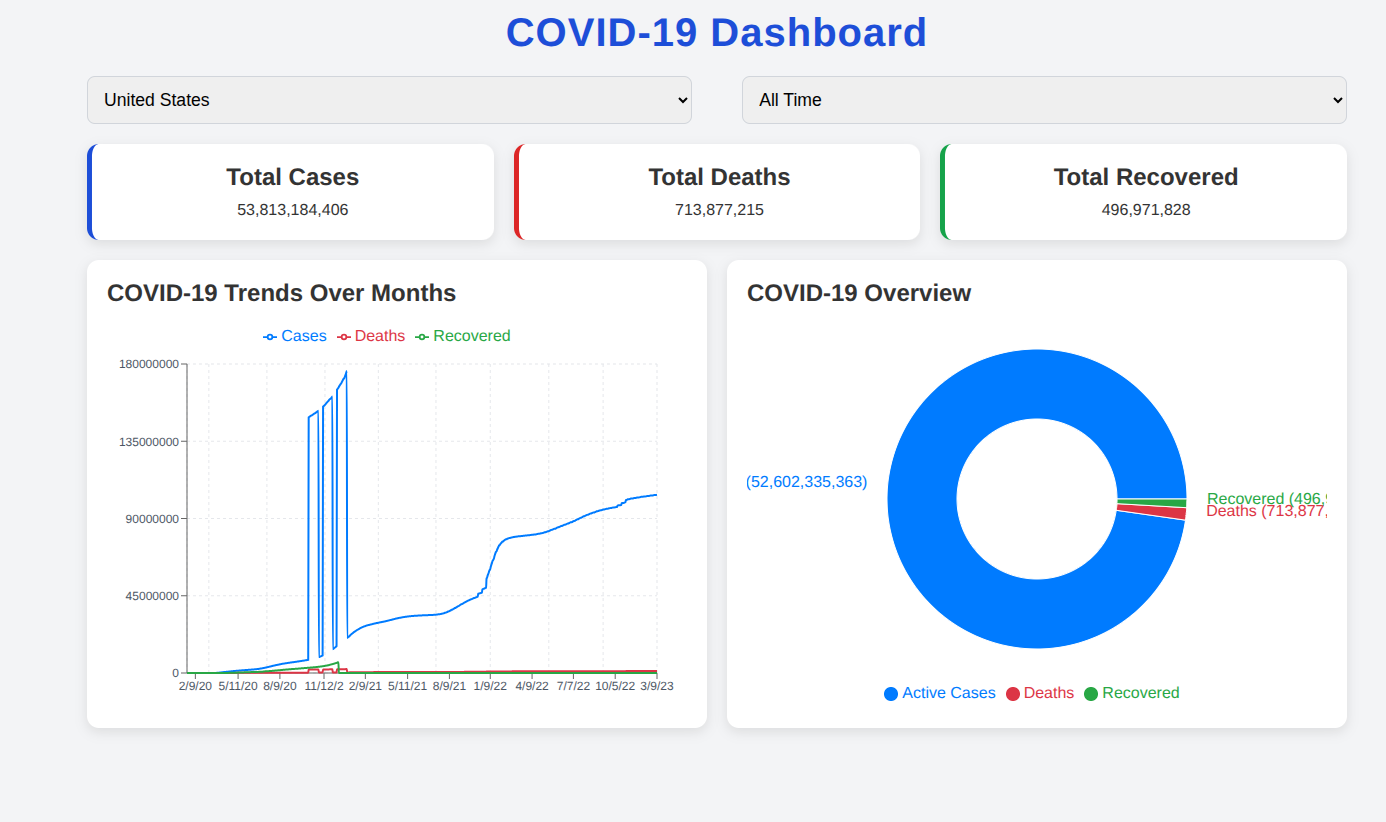 COVID-19 Dashboard
United States
All Time
Total Cases
53,813,184,406
Total Deaths
713,877,215
Total Recovered
496,971,828
COVID-19 Trends Over Months
Cases Deaths Recovered
180000000
135000000
90000000
45000000
0
2/9/20 5/11/20 8/9/20 11/12/2 2/9/21 5/11/21 8/9/21 1/9/22 4/9/22 7/7/22 10/5/22 3/9/23
COVID-19 Overview
(52,602,335,363)
Recovered (496,
Deaths (713,877,
Active Cases Deaths Recovered